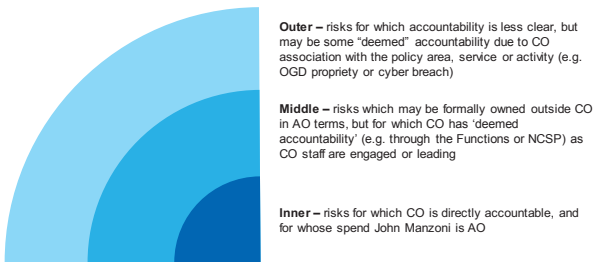 Outer – risks for which accountability is less clear, but
may be some “deemed” accountability due to CO
association with the policy area, service or activity (e.g.
OGD propriety or cyber breach)
Middle – risks which may be formally owned outside CO
in AO terms, but for which CO has ‘deemed
accountability’ (e.g. through the Functions or NCSP) as
CO staff are engaged or leading
Inner – risks for which CO is directly accountable, and
for whose spend John Manzoni is AO